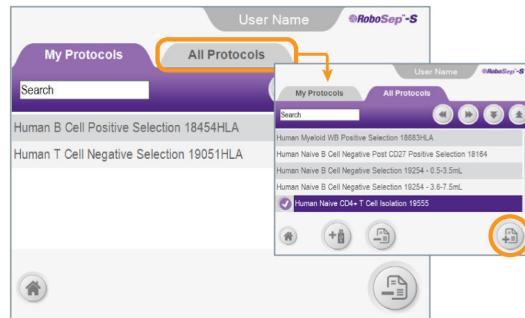 User Name
RoboSep®-S
My Protocols
All Protocols
Search
Human B Cell Positive Selection 18454HLA
Human T Cell Negative Selection 19051HLA
User Name
RoboSep®-S
My Protocols
All Protocols
Search
Human Myeloid WB Positive Selection 18683HLA
Human Naive B Cell Negative Post CD27 Positive Selection 18164
Human Naive B Cell Negative Selection 19254 - 0.5-3.5mL
Human Naive B Cell Negative Selection 19254 - 3.6-7.5mL
Human Naive CD4+ T Cell Isolation 19555